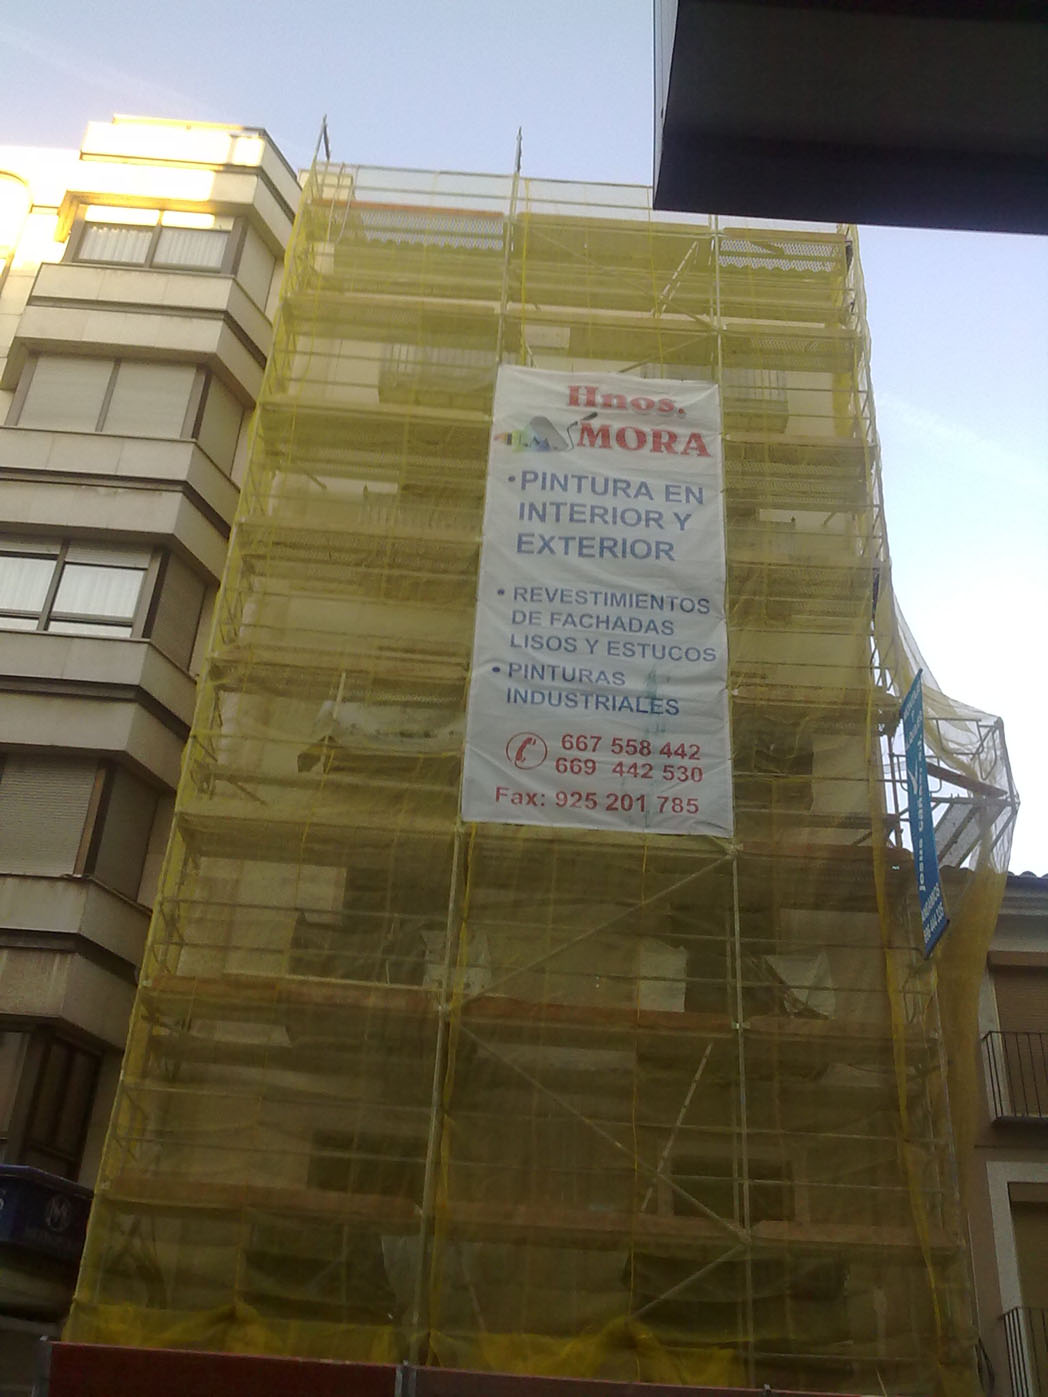 Hnos.
MORA
• PINTURA EN
INTERIOR Y
EXTERIOR
• REVESTIMIENTOS
DE FACHADAS
LISOS Y ESTUCOS
• PINTURAS
INDUSTRIALES
667 558 442
669 442 530
Fax: 925 201 785